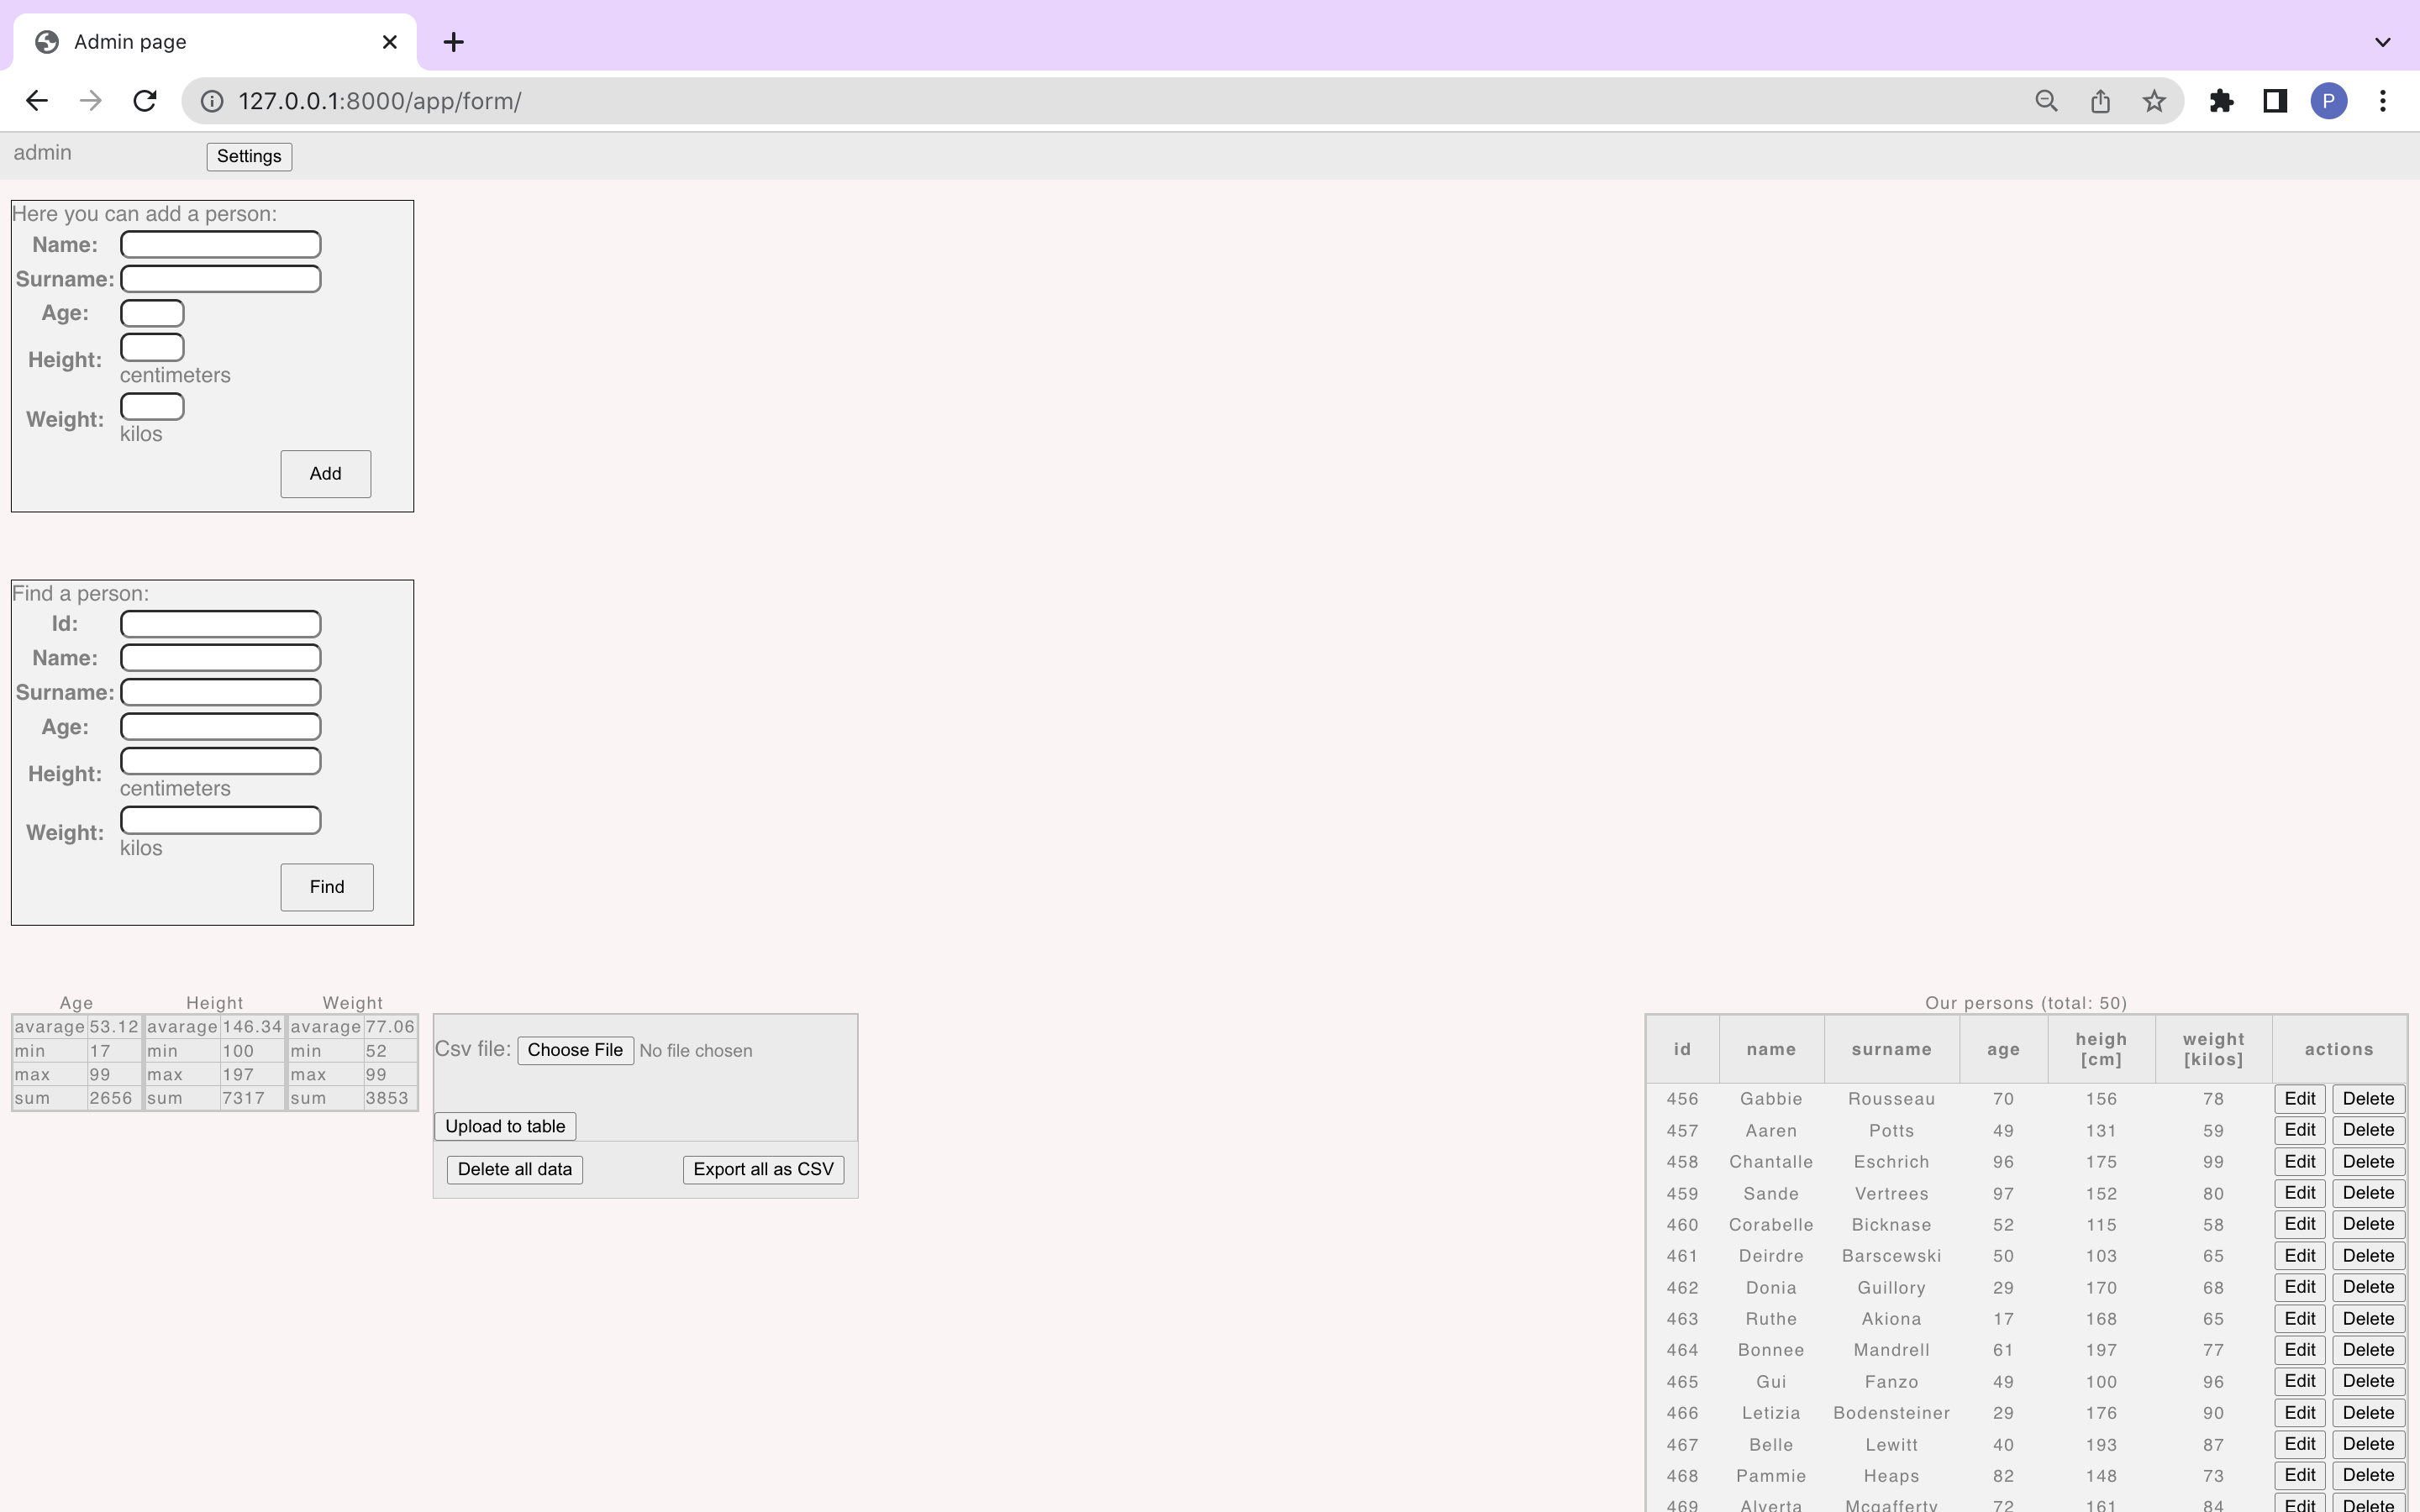 Admin page
127.0.0.1:8000/app/form/
P
admin
Settings
Here you can add a person:
Name:
Surname:
Age:
Height:
centimeters
Weight:
kilos
Add
Find a person:
Id:
Name:
Surname:
Age:
Height:
centimeters
Weight:
kilos
Find
Age
avarage 53.12
min 17
max 99
sum 2656
Height
avarage 146.34
min 100
max 197
sum 7317
Weight
avarage 77.06
min 52
max 99
sum 3853
Csv file: Choose File No file chosen
Upload to table
Delete all data Export all as CSV
Our persons (total: 50)
id name surname age heigh [cm] weight [kilos] actions
456 Gabbie Rousseau 70 156 78 Edit Delete
457 Aaren Potts 49 131 59 Edit Delete
458 Chantalle Eschrich 96 175 99 Edit Delete
459 Sande Vertrees 97 152 80 Edit Delete
460 Corabelle Bicknase 52 115 58 Edit Delete
461 Deirdre Barscewski 50 103 65 Edit Delete
462 Donia Guillory 29 170 68 Edit Delete
463 Ruthe Akiona 17 168 65 Edit Delete
464 Bonnee Mandrell 61 197 77 Edit Delete
465 Gui Fanzo 49 100 96 Edit Delete
466 Letizia Bodensteiner 29 176 90 Edit Delete
467 Belle Lewitt 40 193 87 Edit Delete
468 Pammie Heaps 82 148 73 Edit Delete
469 Alverta Mcgafferty 72 161 84 Edit Delete